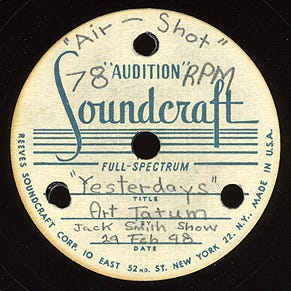 "Air – Shot"
78 "AUDITION" RPM
Soundcraft
FULL-SPECTRUM
"Yesterdays"
TITLE
Art Tatum
BY
Jack Smith Show
29 Feb 48
DATE
REEVES SOUNDCRAFT CORP. 10 EAST 52ND. ST. NEW YORK 22, N.Y. MADE IN U.S.A.